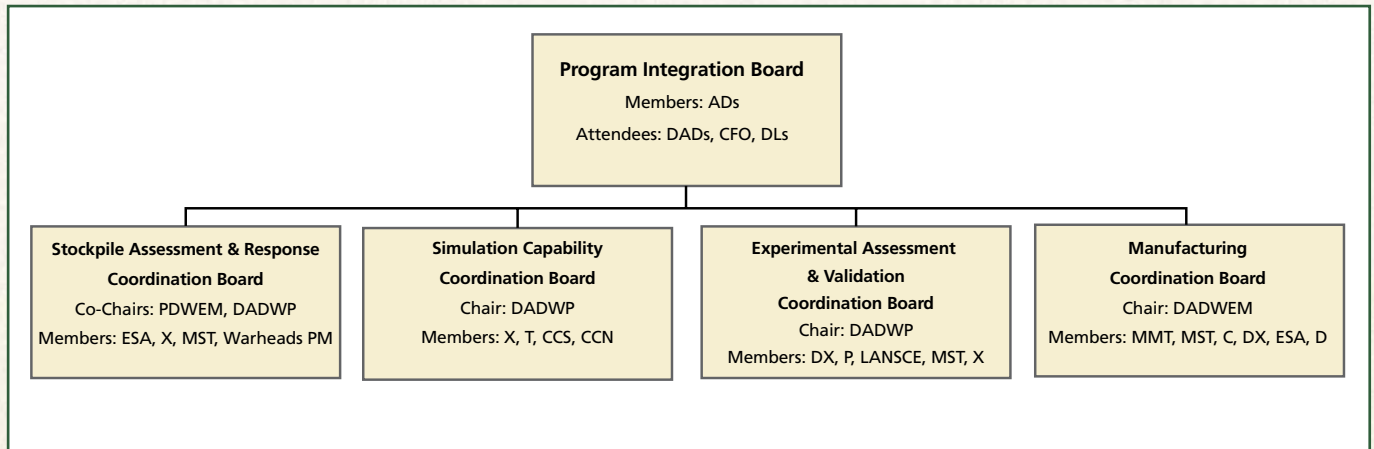 Program Integration Board
Members: ADs
Attendees: DADs, CFO, DLs
Stockpile Assessment & Response
Coordination Board
Co-Chairs: PDWEM, DADWP
Members: ESA, X, MST, Warheads PM
Simulation Capability
Coordination Board
Chair: DADWP
Members: X, T, CCS, CCN
Experimental Assessment
& Validation
Coordination Board
Chair: DADWP
Members: DX, P, LANSCE, MST, X
Manufacturing
Coordination Board
Chair: DADWEM
Members: MMT, MST, C, DX, ESA, D